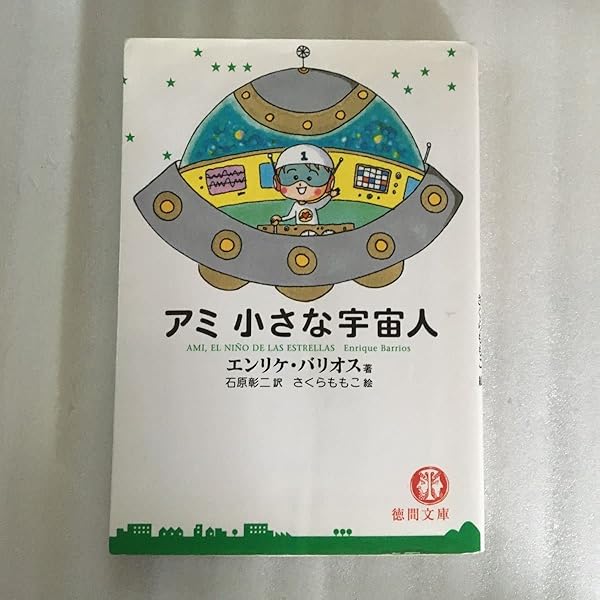 1
アミ 小さな宇宙人
AMI, EL NIÑO DE LAS ESTRELLAS Enrique Barrios
エンリケ・バリオス 著
石原彰二 訳 さくらももこ 絵
徳間文庫